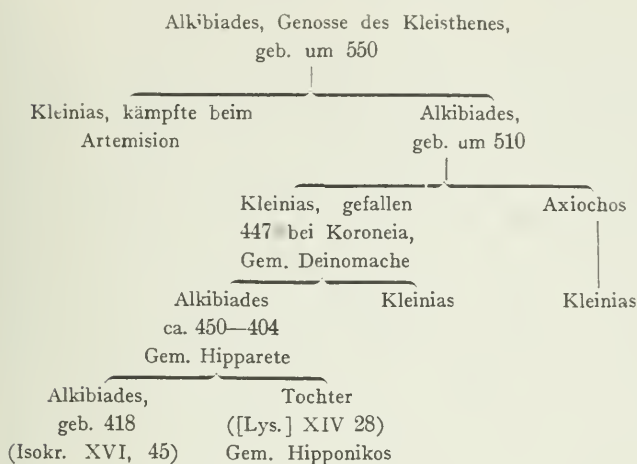 Alkibiades, Genosse des Kleisthenes,
geb. um 550
Kleinias, kämpfte beim
Artemision
Alkibiades,
geb. um 510
Kleinias, gefallen
447 bei Koroneia,
Gem. Deinomache
Axiochos
Alkibiades
ca. 450—404
Gem. Hipparete
Kleinias
Kleinias
Alkibiades,
geb. 418
(Isokr. XVI, 45)
Tochter
([Lys.] XIV 28)
Gem. Hipponikos